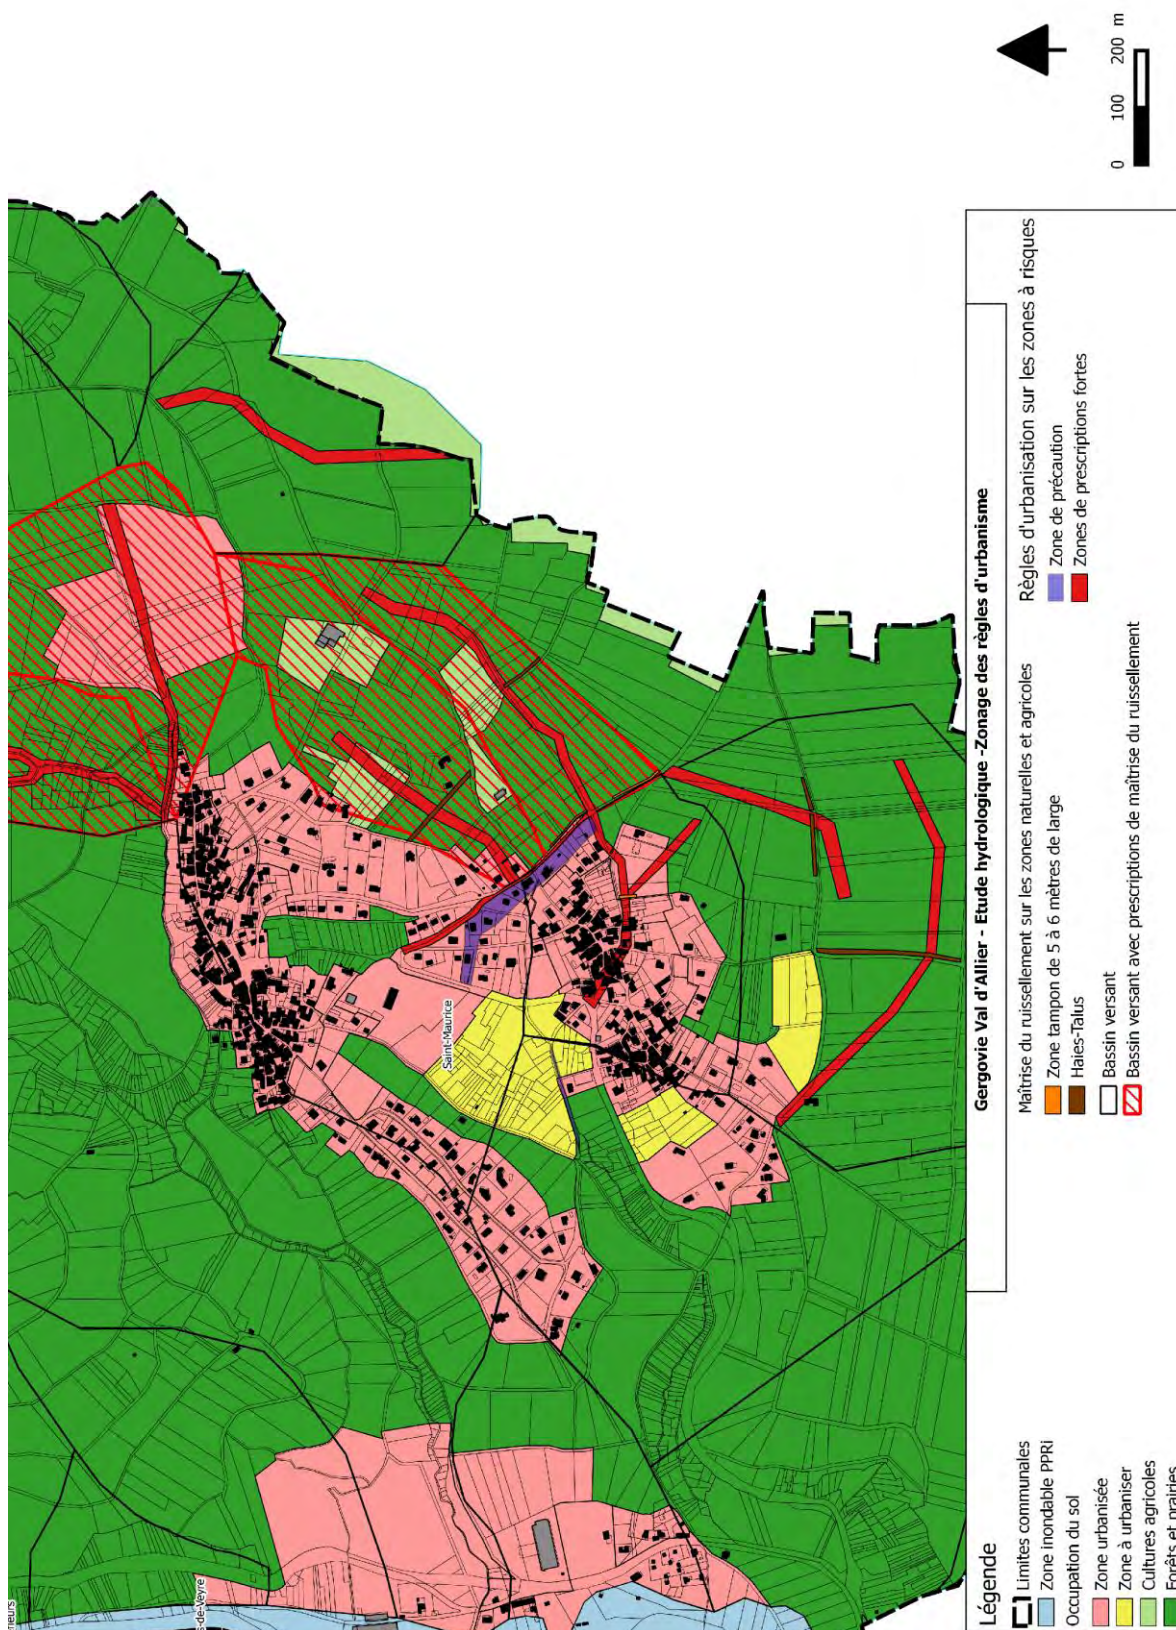 neurs
s-de-Veyre
Saint-Maurice
0 100 200 m
Gergovie Val d'Allier - Etude hydrologique -Zonage des règles d'urbanisme
Légende
Limites communales
Zone inondable PPRi
Occupation du sol
Zone urbanisée
Zone à urbaniser
Cultures agricoles
Forêts et prairies
Maîtrise du ruissellement sur les zones naturelles et agricoles
Zone tampon de 5 à 6 mètres de large
Haies-Talus
Bassin versant
Bassin versant avec prescriptions de maîtrise du ruissellement
Règles d'urbanisation sur les zones à risques
Zone de précaution
Zones de prescriptions fortes